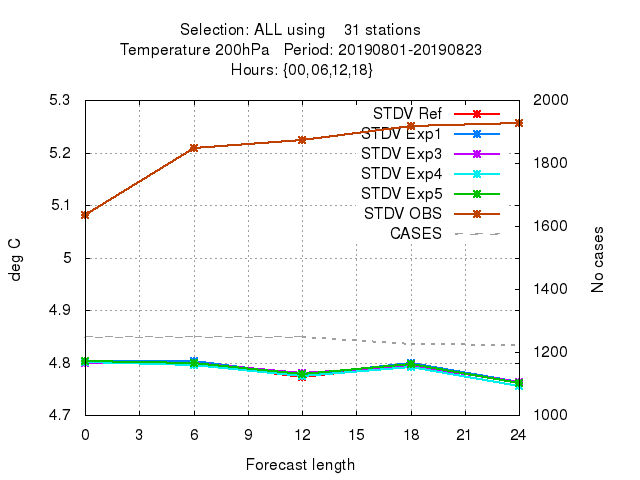 Selection: ALL using    31 stations
Temperature 200hPa   Period: 20190801-20190823
Hours: {00,06,12,18}
5.3
5.2
5.1
5
4.9
4.8
4.7
deg C
2000
1800
1600
1400
1200
1000
No cases
STDV Ref
STDV Exp1
STDV Exp3
STDV Exp4
STDV Exp5
STDV OBS
CASES
0 3 6 9 12 15 18 21 24
Forecast length